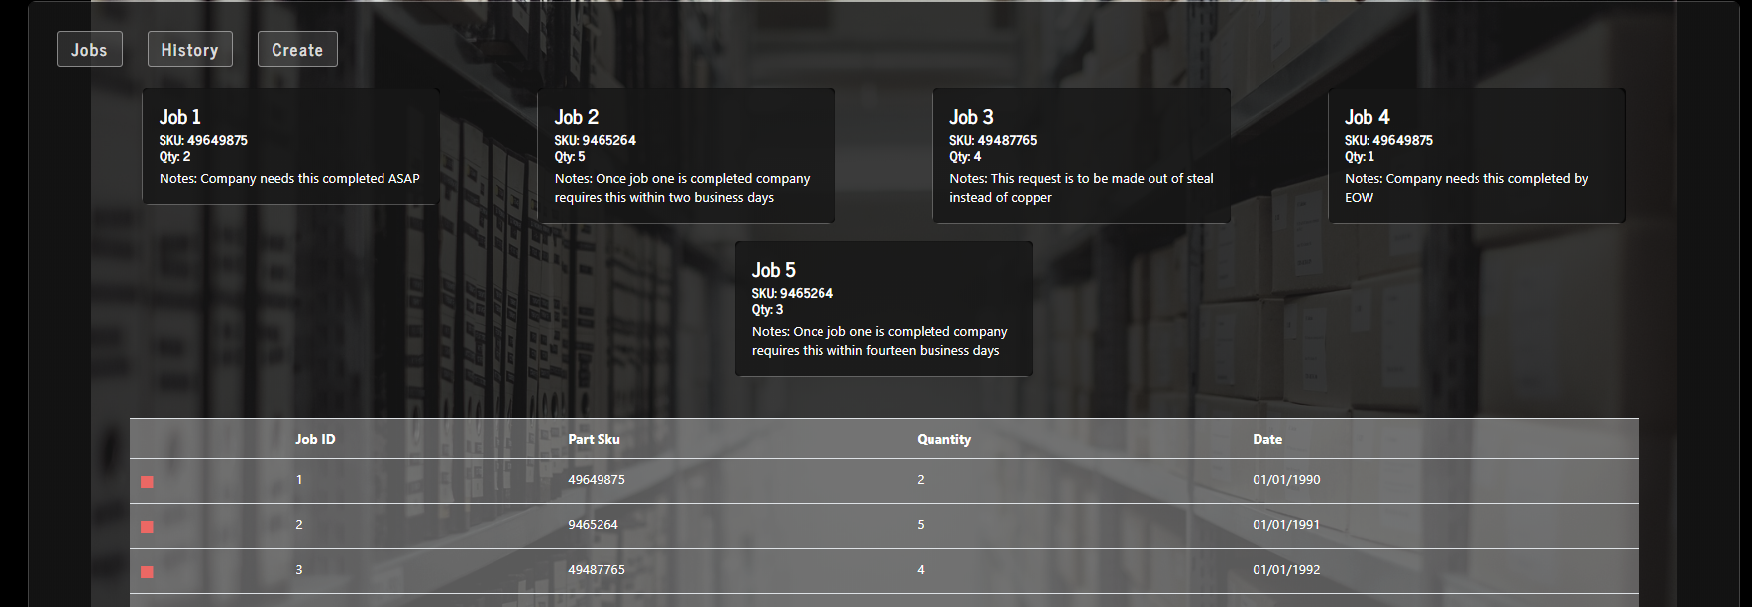 Jobs History Create
Job 1
SKU: 49649875
Qty: 2
Notes: Company needs this completed ASAP
Job 2
SKU: 9465264
Qty: 5
Notes: Once job one is completed company
requires this within two business days
Job 3
SKU: 49487765
Qty: 4
Notes: This request is to be made out of steal
instead of copper
Job 4
SKU: 49649875
Qty: 1
Notes: Company needs this completed by
EOW
Job 5
SKU: 9465264
Qty: 3
Notes: Once job one is completed company
requires this within fourteen business days
Job ID Part Sku Quantity Date
1 49649875 2 01/01/1990
2 9465264 5 01/01/1991
3 49487765 4 01/01/1992